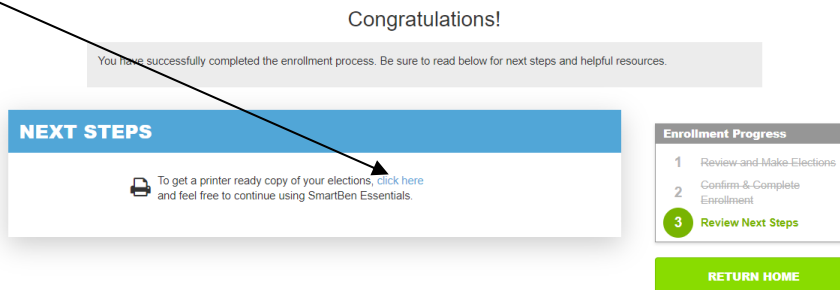 Congratulations!
You have successfully completed the enrollment process. Be sure to read below for next steps and helpful resources.
NEXT STEPS
To get a printer ready copy of your elections, click here
and feel free to continue using SmartBen Essentials.
Enrollment Progress
1 Review and Make Elections
2 Confirm & Complete
Enrollment
3 Review Next Steps
RETURN HOME